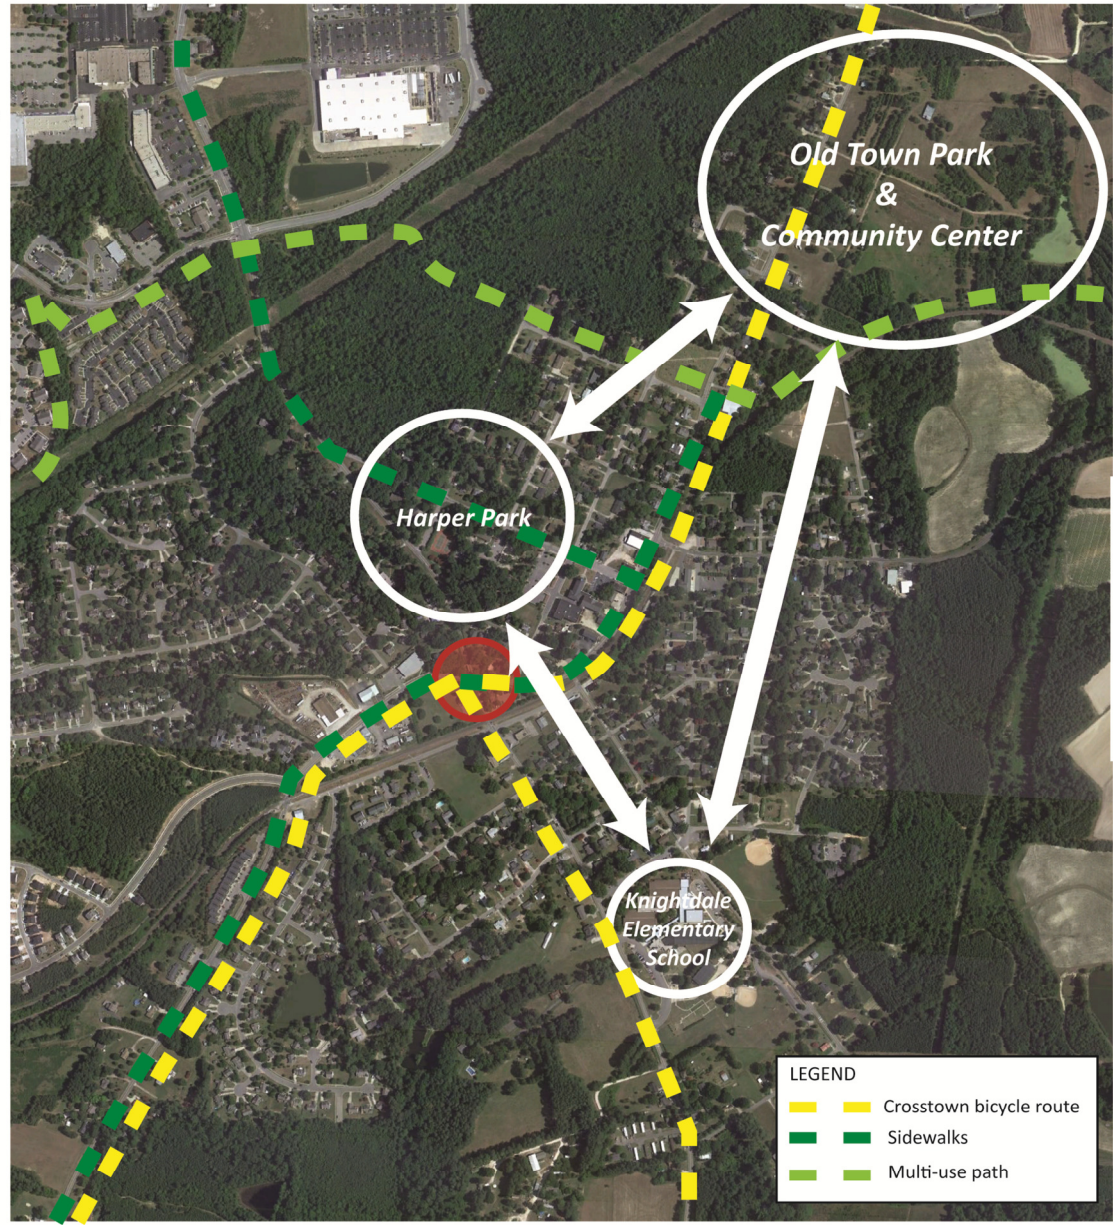 Old Town Park
&
Community Center
Harper Park
Knightdale
Elementary
School
LEGEND
Crosstown bicycle route
Sidewalks
Multi-use path